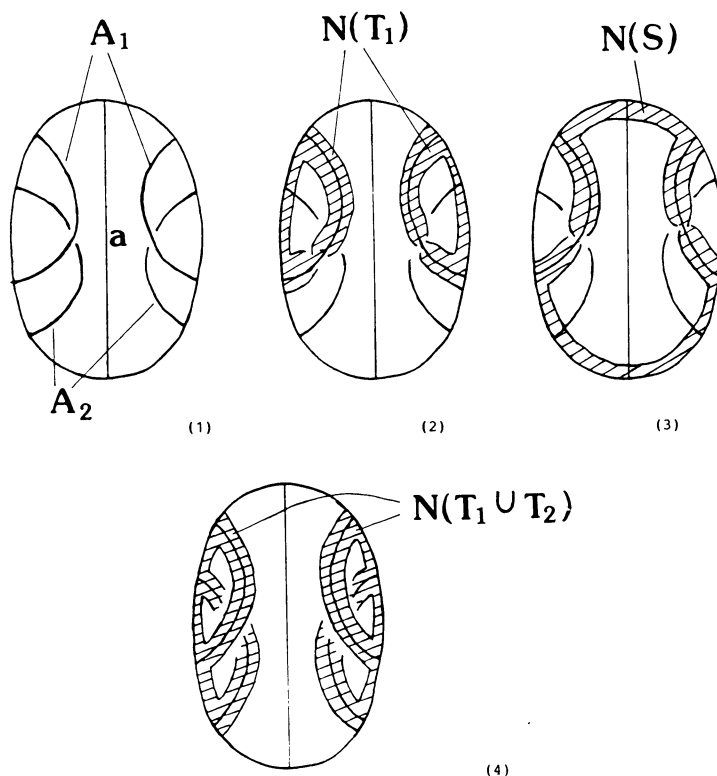 A₁
N(T₁)
N(S)
a
A₂
(1)
(2)
(3)
N(T₁ ∪ T₂)
(4)